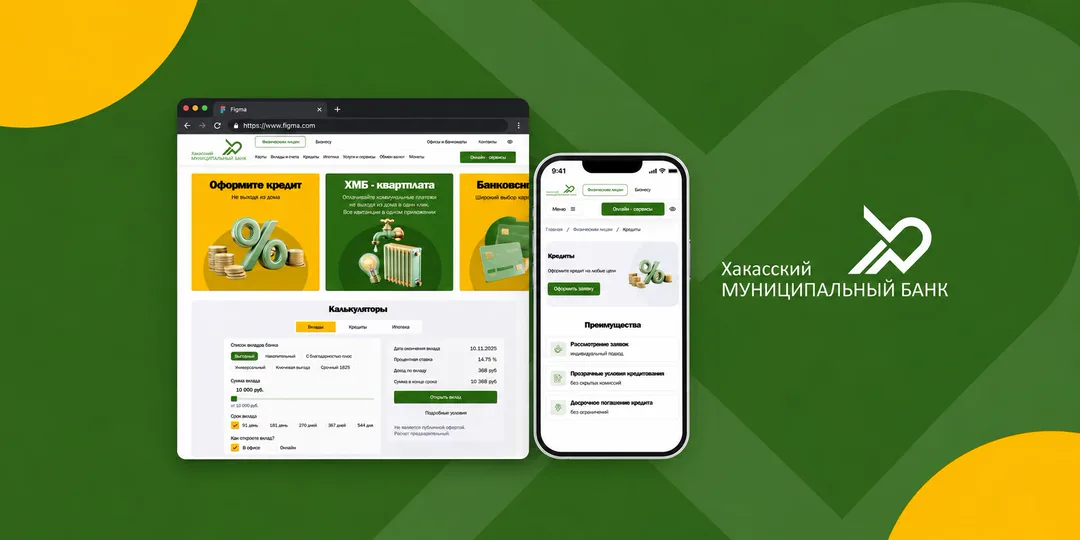 Figma
https://www.figma.com
Хакасский
МУНИЦИПАЛЬНЫЙ БАНК
Физическим лицам
Бизнесу
Офисы и банкоматы
Контакты
Карты Вклады и счета Кредиты Ипотека Услуги и сервисы Обмен валют Монеты
Онлайн - сервисы
Оформите кредит
Не выходя из дома
ХМБ - квартплата
Оплачивайте коммунальные платежи
не выходя из дома в один клик.
Все квитанции в одном приложении
Банковски
Широкий выбор карт
Калькуляторы
Вклады Кредиты Ипотека
Список вкладов банка
Выгодный Накопительный С благодарностью плюс
Универсальный Ключевая выгода Срочный 1825
Сумма вклада
10 000 руб.
от 10 000 руб.
Срок вклада
91 день 181 день 270 дней 367 дней 544 дня
Как откроете вклад?
В офисе Онлайн
Дата окончания вклада 10.11.2025
Процентная ставка 14.75 %
Доход по вкладу 368 руб
Сумма в конце срока 10 368 руб
Открыть вклад
Подробные условия
Не является публичной офертой.
Расчет предварительный.
9:41
Физическим лицам
Бизнесу
Меню
Онлайн - сервисы
Главная / Физическим лицам / Кредиты
Кредиты
Оформите кредит на любые цели
Оформить заявку
Преимущества
Рассмотрение заявок
индивидуальный подход
Прозрачные условия кредитования
без скрытых комиссий
Досрочное погашение кредита
без ограничений
Хакасский
МУНИЦИПАЛЬНЫЙ БАНК